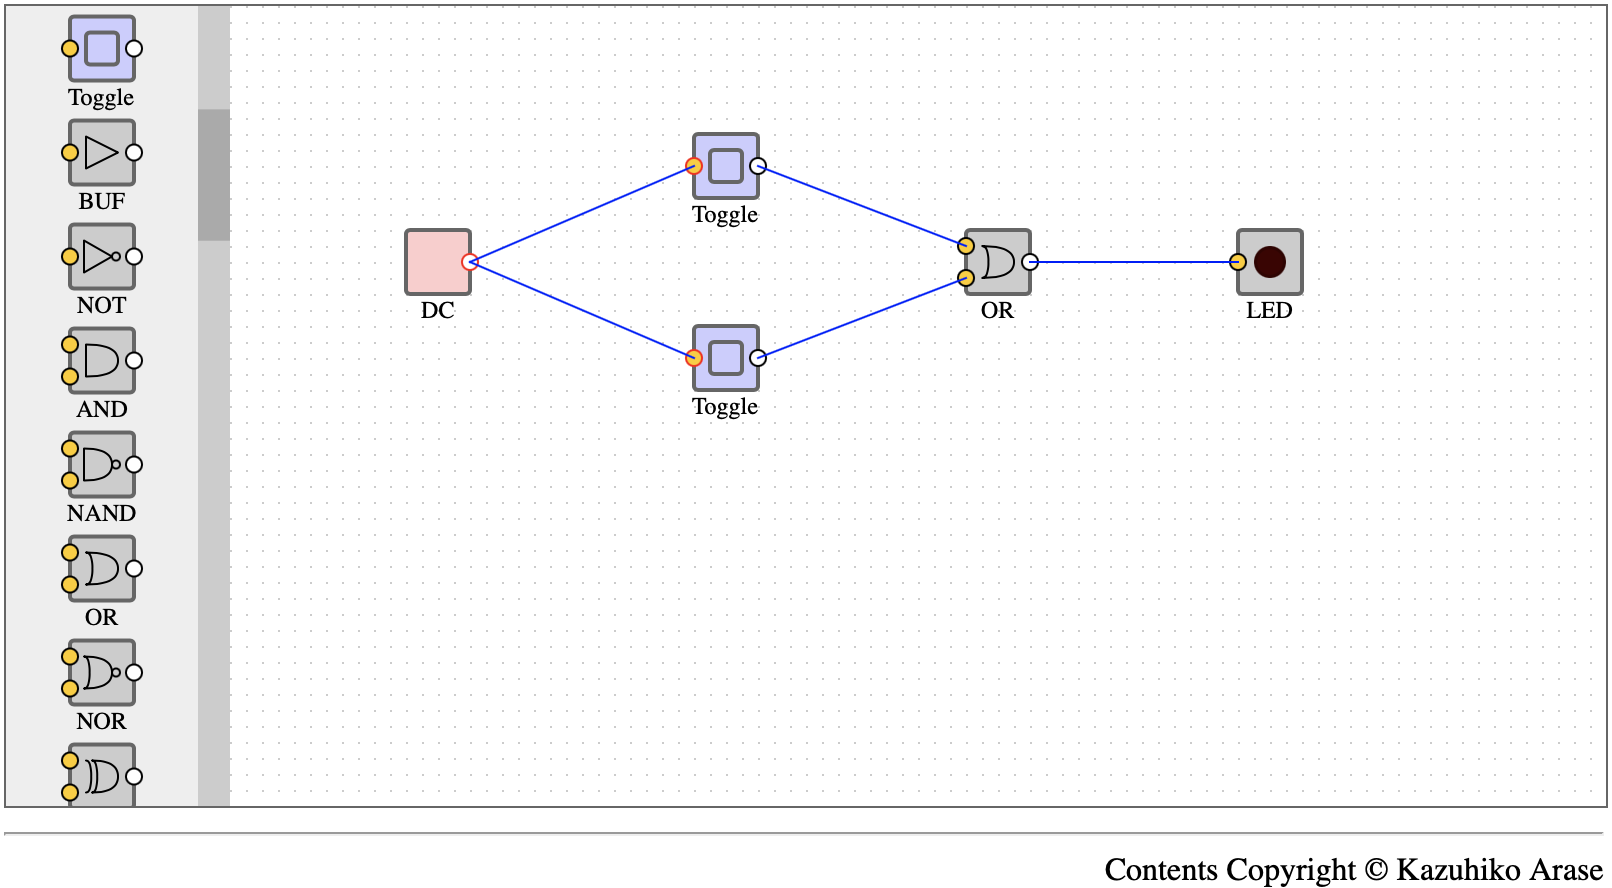 Toggle
BUF
NOT
AND
NAND
OR
NOR
Toggle
DC
OR
LED
Toggle
Contents Copyright © Kazuhiko Arase